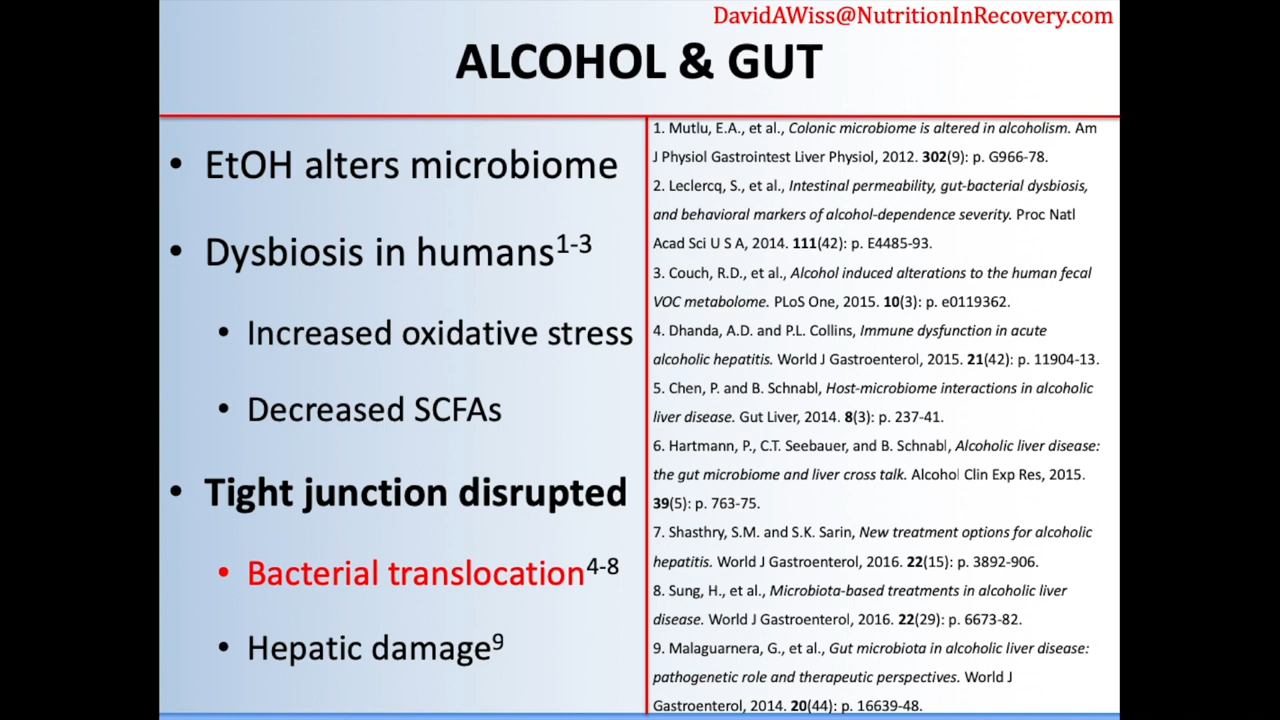 DavidAWiss@NutritionInRecovery.com
ALCOHOL & GUT
• EtOH alters microbiome
• Dysbiosis in humans1-3
• Increased oxidative stress
• Decreased SCFAs
• Tight junction disrupted
• Bacterial translocation4-8
• Hepatic damage9
1. Mutlu, E.A., et al., Colonic microbiome is altered in alcoholism. Am
J Physiol Gastrointest Liver Physiol, 2012. 302(9): p. G966-78.
2. Leclercq, S., et al., Intestinal permeability, gut-bacterial dysbiosis,
and behavioral markers of alcohol-dependence severity. Proc Natl
Acad Sci U S A, 2014. 111(42): p. E4485-93.
3. Couch, R.D., et al., Alcohol induced alterations to the human fecal
VOC metabolome. PLoS One, 2015. 10(3): p. e0119362.
4. Dhanda, A.D. and P.L. Collins, Immune dysfunction in acute
alcoholic hepatitis. World J Gastroenterol, 2015. 21(42): p. 11904-13.
5. Chen, P. and B. Schnabl, Host-microbiome interactions in alcoholic
liver disease. Gut Liver, 2014. 8(3): p. 237-41.
6. Hartmann, P., C.T. Seebauer, and B. Schnabl, Alcoholic liver disease:
the gut microbiome and liver cross talk. Alcohol Clin Exp Res, 2015.
39(5): p. 763-75.
7. Shasthry, S.M. and S.K. Sarin, New treatment options for alcoholic
hepatitis. World J Gastroenterol, 2016. 22(15): p. 3892-906.
8. Sung, H., et al., Microbiota-based treatments in alcoholic liver
disease. World J Gastroenterol, 2016. 22(29): p. 6673-82.
9. Malaguarnera, G., et al., Gut microbiota in alcoholic liver disease:
pathogenetic role and therapeutic perspectives. World J
Gastroenterol, 2014. 20(44): p. 16639-48.